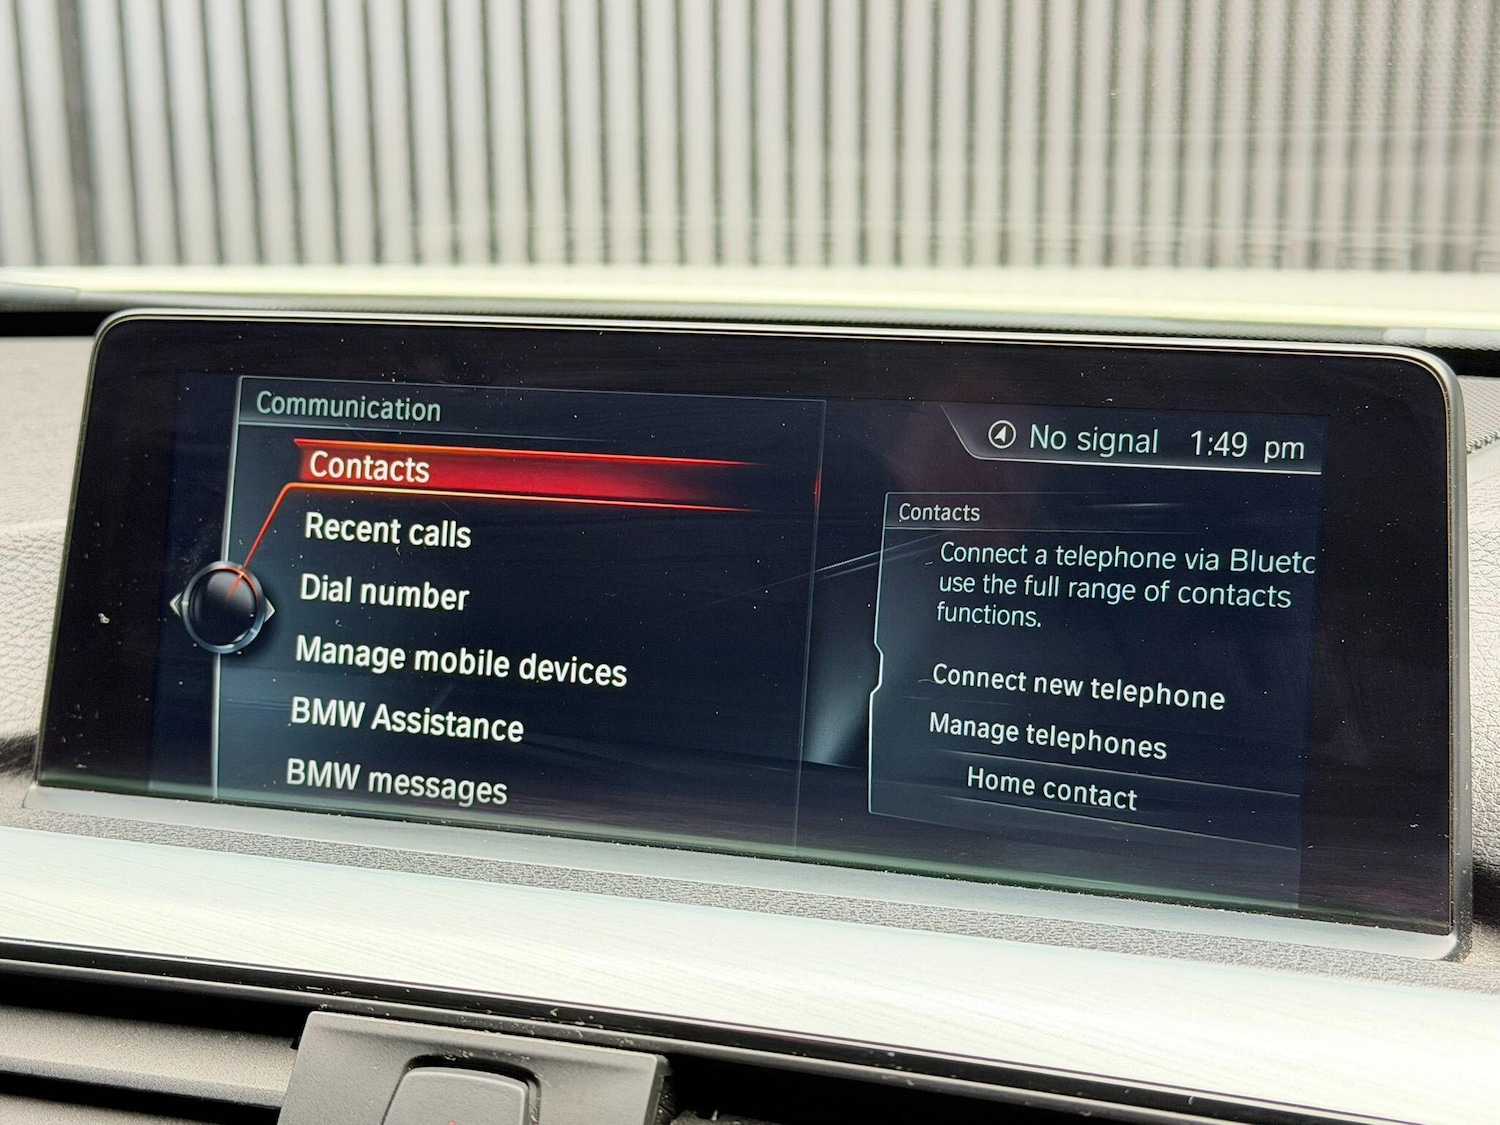 Communication
Contacts
Recent calls
Dial number
Manage mobile devices
BMW Assistance
BMW messages
No signal 1:49 pm
Contacts
Connect a telephone via Bluetc
use the full range of contacts
functions.
Connect new telephone
Manage telephones
Home contact